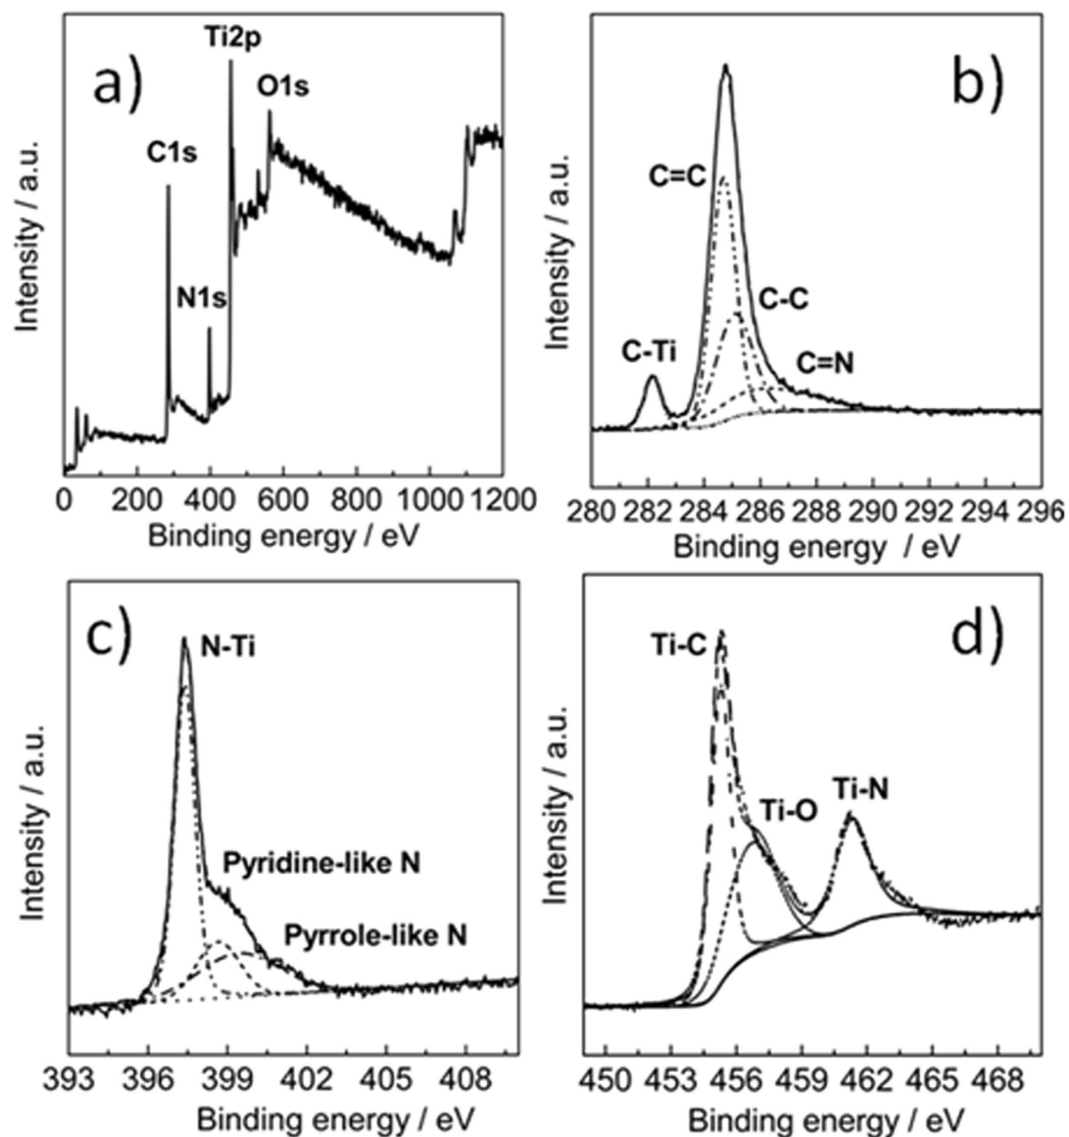 a)
Ti2p
O1s
C1s
N1s
Intensity / a.u.
0 200 400 600 800 1000 1200
Binding energy / eV
b)
C=C
C-C
C-Ti
C=N
Intensity / a.u.
280 282 284 286 288 290 292 294 296
Binding energy / eV
c)
N-Ti
Pyridine-like N
Pyrrole-like N
Intensity / a.u.
393 396 399 402 405 408
Binding energy / eV
d)
Ti-C
Ti-O
Ti-N
Intensity / a.u.
450 453 456 459 462 465 468
Binding energy / eV